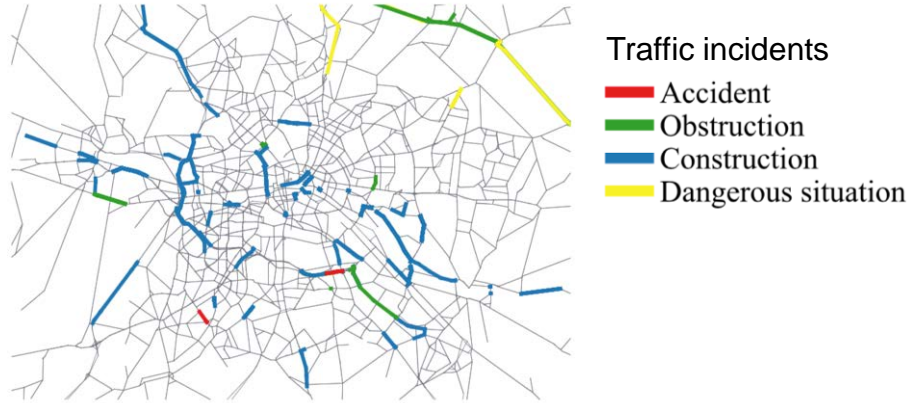 Traffic incidents
Accident
Obstruction
Construction
Dangerous situation